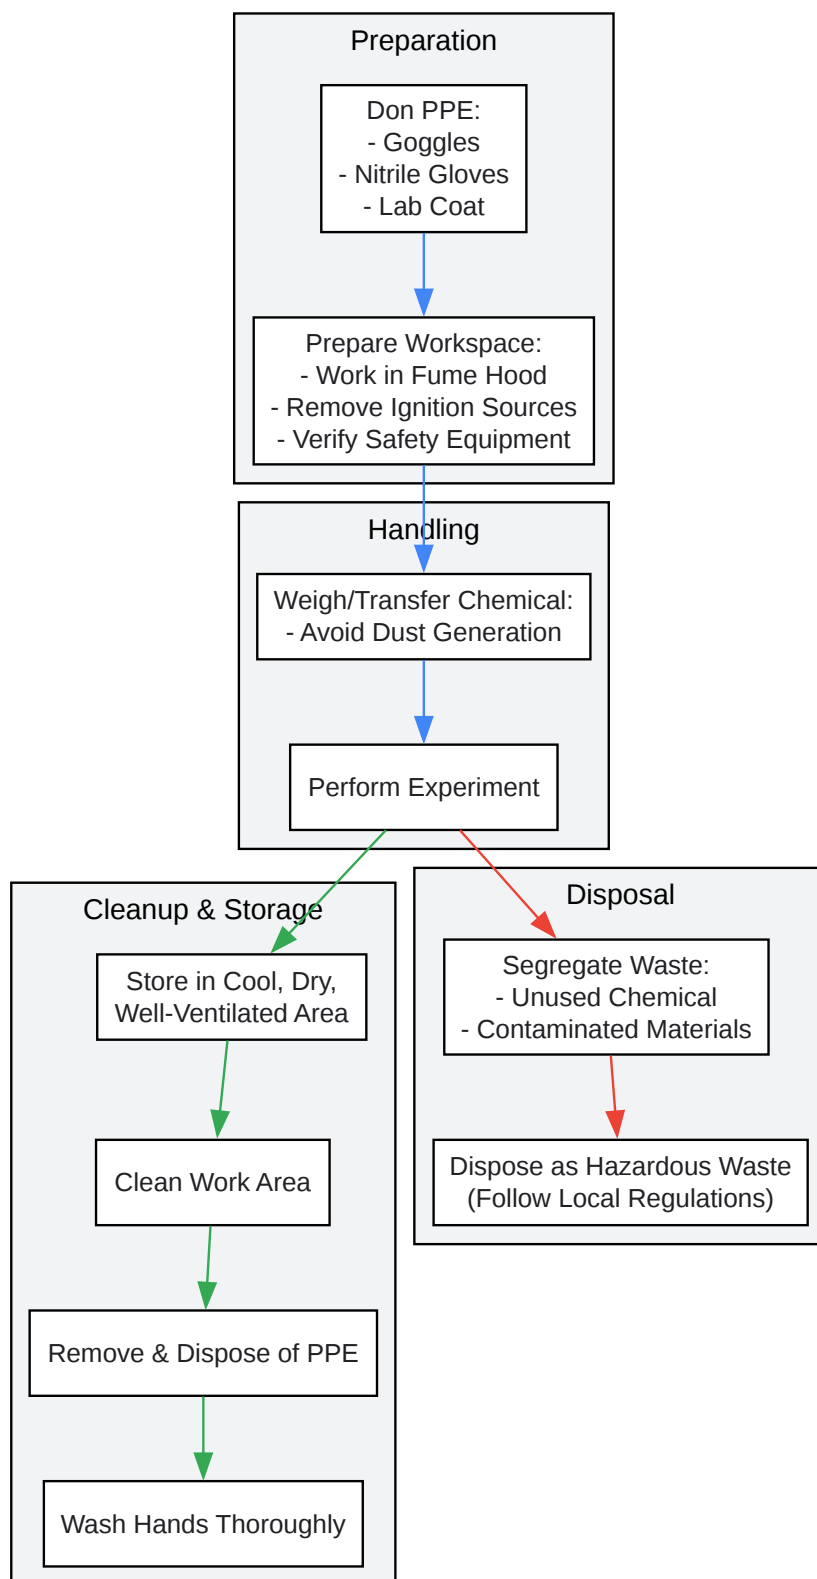 Preparation
Don PPE:
- Goggles
- Nitrile Gloves
- Lab Coat
Prepare Workspace:
- Work in Fume Hood
- Remove Ignition Sources
- Verify Safety Equipment
Handling
Weigh/Transfer Chemical:
- Avoid Dust Generation
Perform Experiment
Cleanup & Storage
Store in Cool, Dry,
Well-Ventilated Area
Clean Work Area
Remove & Dispose of PPE
Wash Hands Thoroughly
Disposal
Segregate Waste:
- Unused Chemical
- Contaminated Materials
Dispose as Hazardous Waste
(Follow Local Regulations)